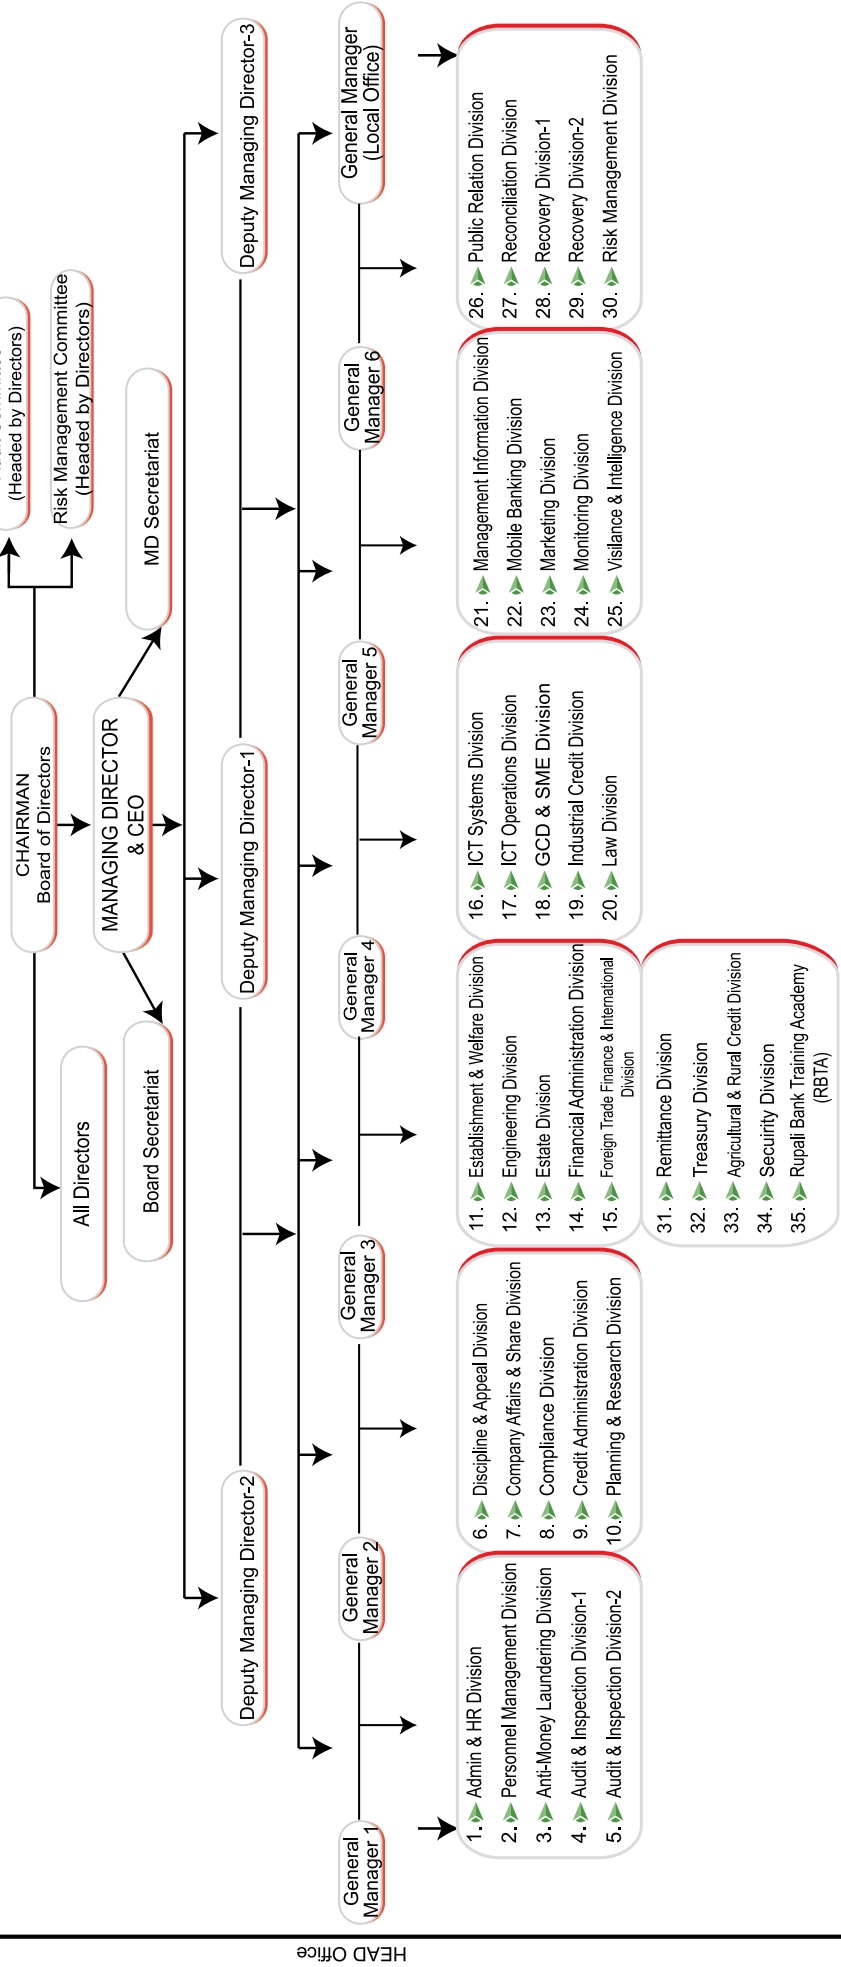 (Headed by Directors)
Risk Management Committee
(Headed by Directors)
CHAIRMAN
Board of Directors
All Directors
MANAGING DIRECTOR
& CEO
Board Secretariat
MD Secretariat
Deputy Managing Director-2
Deputy Managing Director-1
Deputy Managing Director-3
General
Manager 1
General
Manager 2
General
Manager 3
General
Manager 4
General
Manager 5
General
Manager 6
General Manager
(Local Office)
1. Admin & HR Division
2. Personnel Management Division
3. Anti-Money Laundering Division
4. Audit & Inspection Division-1
5. Audit & Inspection Division-2
6. Discipline & Appeal Division
7. Company Affairs & Share Division
8. Compliance Division
9. Credit Administration Division
10. Planning & Research Division
11. Establishment & Welfare Division
12. Engineering Division
13. Estate Division
14. Financial Administration Division
15. Foreign Trade Finance & International
Division
16. ICT Systems Division
17. ICT Operations Division
18. GCD & SME Division
19. Industrial Credit Division
20. Law Division
21. Management Information Division
22. Mobile Banking Division
23. Marketing Division
24. Monitoring Division
25. Visilance & Intelligence Division
26. Public Relation Division
27. Reconciliation Division
28. Recovery Division-1
29. Recovery Division-2
30. Risk Management Division
31. Remittance Division
32. Treasury Division
33. Agricultural & Rural Credit Division
34. Secuirity Division
35. Rupali Bank Training Academy
(RBTA)
HEAD Office